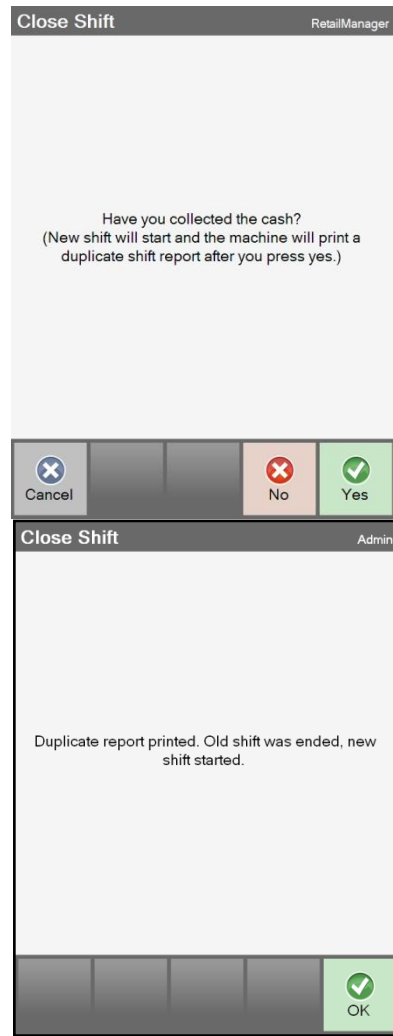 Close Shift RetailManager
Have you collected the cash?
(New shift will start and the machine will print a
duplicate shift report after you press yes.)
Cancel No Yes
Close Shift Admin
Duplicate report printed. Old shift was ended, new
shift started.
OK